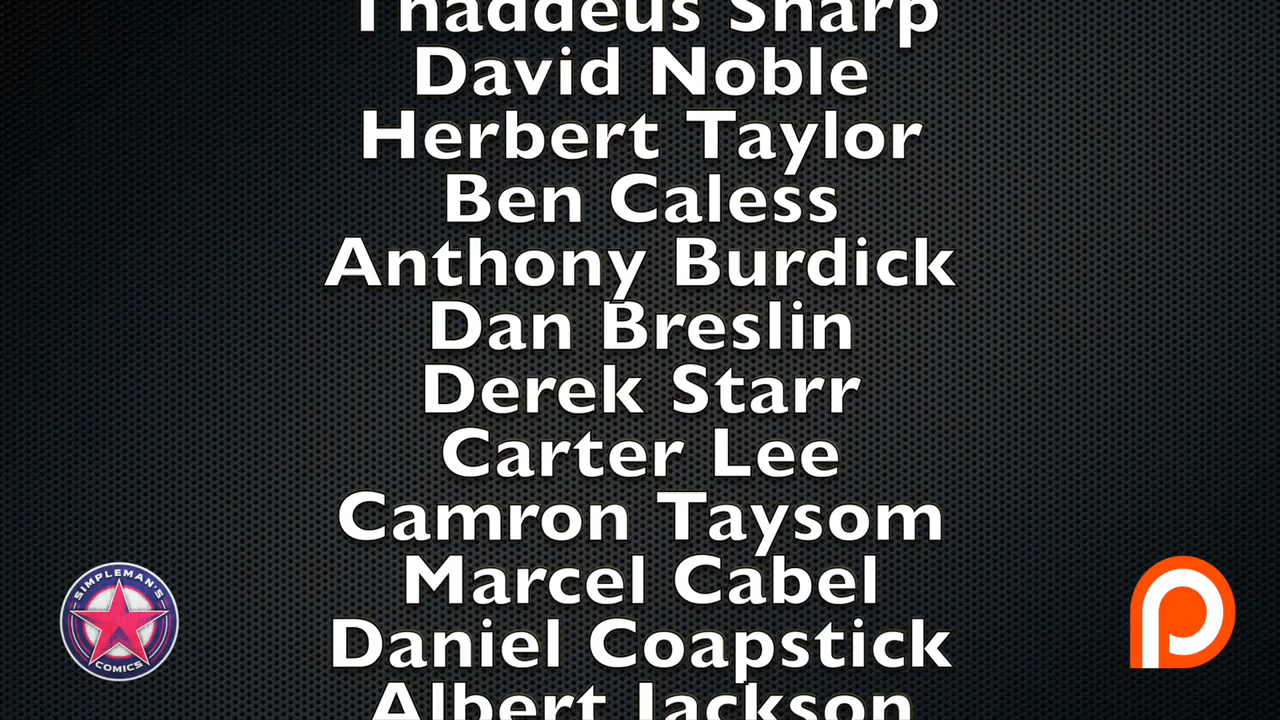 Thaddeus Sharp
David Noble
Herbert Taylor
Ben Caless
Anthony Burdick
Dan Breslin
Derek Starr
Carter Lee
Camron Taysom
Marcel Cabel
Daniel Coapstick
Albert Jackson
SIMPLEMAN'S
COMICS